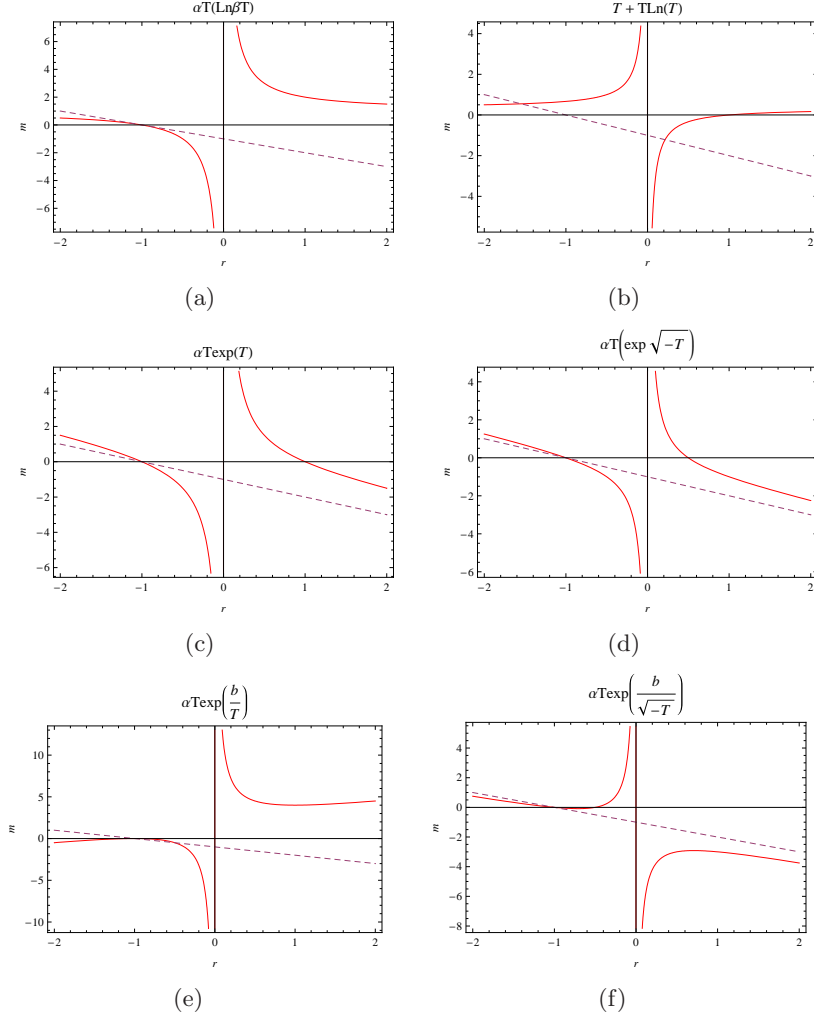 αT(Lnβ T)
6
4
2
0
−2
−4
−6
m
−2 −1 0 1 2
r
(a)
T + TLn(T)
4
2
0
−2
−4
m
−2 −1 0 1 2
r
(b)
αTexp(T)
4
2
0
−2
−4
−6
m
−2 −1 0 1 2
r
(c)
αT(exp √−T)
4
2
0
−2
−4
−6
m
−2 −1 0 1 2
r
(d)
αTexp(b/T)
10
5
0
−5
−10
m
−2 −1 0 1 2
r
(e)
αTexp(b/√−T)
4
2
0
−2
−4
−6
−8
m
−2 −1 0 1 2
r
(f)